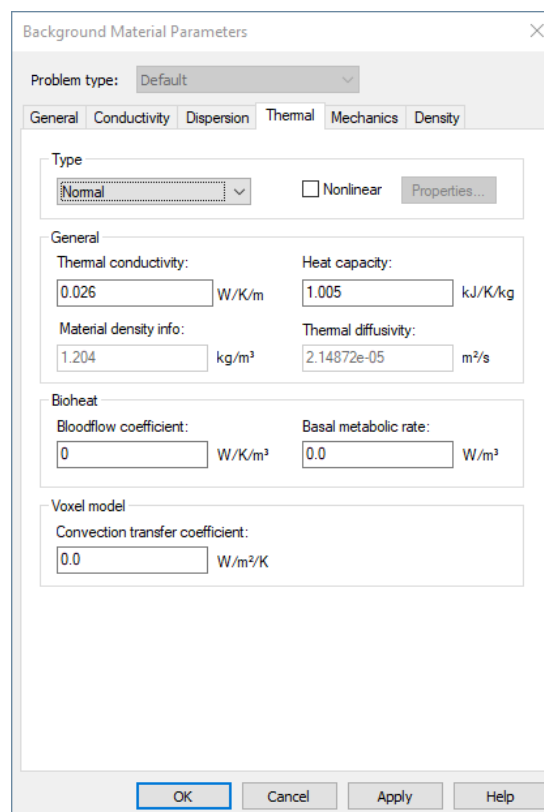 Background Material Parameters
Problem type: Default
General Conductivity Dispersion Thermal Mechanics Density
Type
Normal Nonlinear Properties...
General
Thermal conductivity: Heat capacity:
0.026 W/K/m 1.005 kJ/K/kg
Material density info: Thermal diffusivity:
1.204 kg/m³ 2.14872e-05 m²/s
Bioheat
Bloodflow coefficient: Basal metabolic rate:
0 W/K/m³ 0.0 W/m³
Voxel model
Convection transfer coefficient:
0.0 W/m²/K
OK Cancel Apply Help